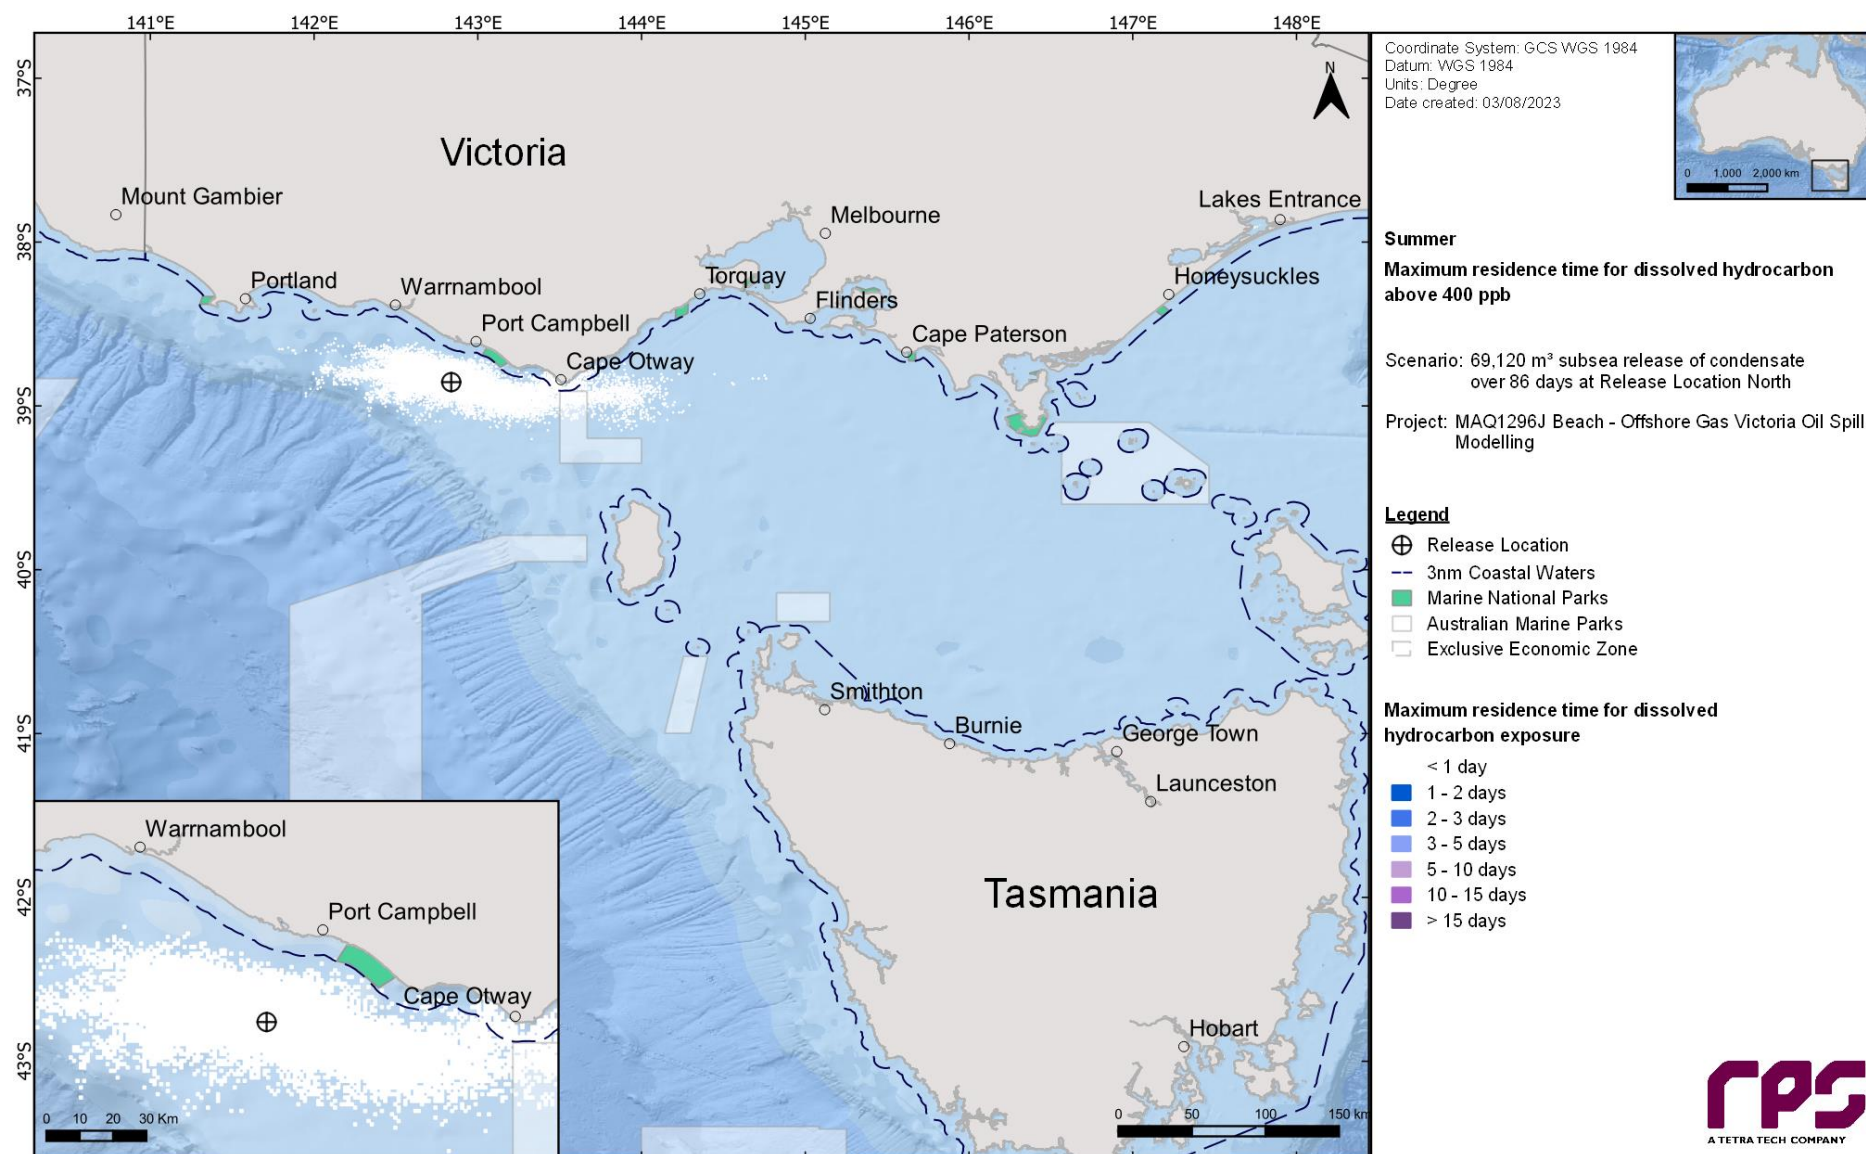 141°E 142°E 143°E 144°E 145°E 146°E 147°E 148°E
37°S
38°S
39°S
40°S
41°S
42°S
43°S
N
Victoria
Mount Gambier
Portland
Warrnambool
Port Campbell
Cape Otway
Torquay
Melbourne
Flinders
Cape Paterson
Lakes Entrance
Honeysuckles
Smithton
Burnie
George Town
Launceston
Tasmania
Hobart
0 50 100 150 km
Warrnambool
Port Campbell
Cape Otway
0 10 20 30 Km
Coordinate System: GCS WGS 1984
Datum: WGS 1984
Units: Degree
Date created: 03/08/2023
0 1,000 2,000 km
Summer
Maximum residence time for dissolved hydrocarbon
above 400 ppb
Scenario: 69,120 m³ subsea release of condensate
over 86 days at Release Location North
Project: MAQ1296J Beach - Offshore Gas Victoria Oil Spill
Modelling
Legend
Release Location
3nm Coastal Waters
Marine National Parks
Australian Marine Parks
Exclusive Economic Zone
Maximum residence time for dissolved
hydrocarbon exposure
< 1 day
1 - 2 days
2 - 3 days
3 - 5 days
5 - 10 days
10 - 15 days
> 15 days
rps
A TETRA TECH COMPANY